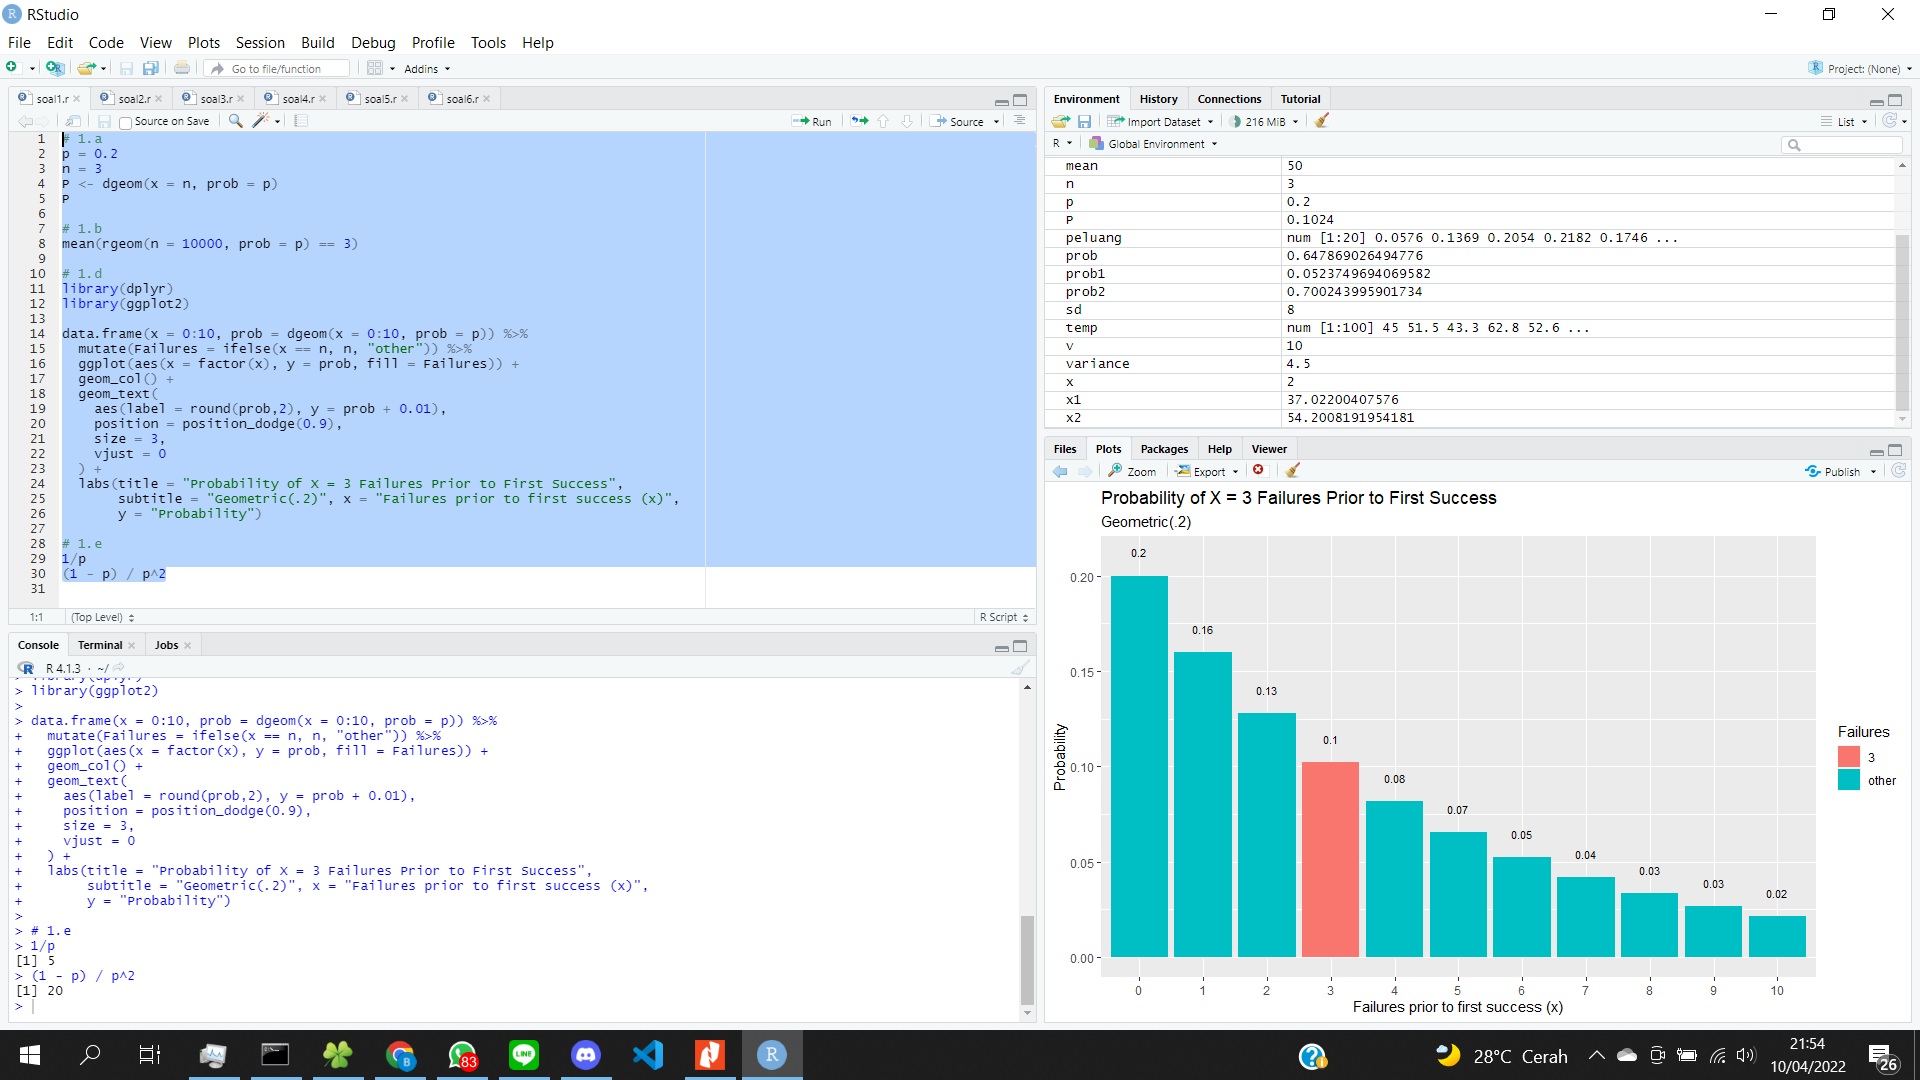 RStudio
File Edit Code View Plots Session Build Debug Profile Tools Help
Go to file/function Addins Project: (None)
soal1.r soal2.r soal3.r soal4.r soal5.r soal6.r
Source on Save Run Source
1 # 1.a
2 p = 0.2
3 n = 3
4 P <- dgeom(x = n, prob = p)
5 P
6
7 # 1.b
8 mean(rgeom(n = 10000, prob = p) == 3)
9
10 # 1.d
11 library(dplyr)
12 library(ggplot2)
13
14 data.frame(x = 0:10, prob = dgeom(x = 0:10, prob = p)) %>%
15 mutate(Failures = ifelse(x == n, n, "other")) %>%
16 ggplot(aes(x = factor(x), y = prob, fill = Failures)) +
17 geom_col() +
18 geom_text(
19 aes(label = round(prob,2), y = prob + 0.01),
20 position = position_dodge(0.9),
21 size = 3,
22 vjust = 0
23 ) +
24 labs(title = "Probability of X = 3 Failures Prior to First Success",
25 subtitle = "Geometric(.2)", x = "Failures prior to first success (x)",
26 y = "Probability")
27
28 # 1.e
29 1/p
30 (1 - p) / p^2
31
1:1 (Top Level) R Script
Console Terminal Jobs
R 4.1.3 · ~/
> library(dplyr)
> library(ggplot2)
>
> data.frame(x = 0:10, prob = dgeom(x = 0:10, prob = p)) %>%
+ mutate(Failures = ifelse(x == n, n, "other")) %>%
+ ggplot(aes(x = factor(x), y = prob, fill = Failures)) +
+ geom_col() +
+ geom_text(
+ aes(label = round(prob,2), y = prob + 0.01),
+ position = position_dodge(0.9),
+ size = 3,
+ vjust = 0
+ ) +
+ labs(title = "Probability of X = 3 Failures Prior to First Success",
+ subtitle = "Geometric(.2)", x = "Failures prior to first success (x)",
+ y = "Probability")
>
> # 1.e
> 1/p
[1] 5
> (1 - p) / p^2
[1] 20
>
Environment History Connections Tutorial
Import Dataset 216 MiB List
R Global Environment
mean 50
n 3
p 0.2
P 0.1024
peluang num [1:20] 0.0576 0.1369 0.2054 0.2182 0.1746 ...
prob 0.647869026494776
prob1 0.0523749694069582
prob2 0.700243995901734
sd 8
temp num [1:100] 45 51.5 43.3 62.8 52.6 ...
v 10
variance 4.5
x 2
x1 37.02200407576
x2 54.2008191954181
Files Plots Packages Help Viewer
Zoom Export Publish
Probability of X = 3 Failures Prior to First Success
Geometric(.2)
0.2
0.16
0.13
0.1
0.08
0.07
0.05
0.04
0.03
0.03
0.02
0.20
0.15
0.10
0.05
0.00
Probability
0 1 2 3 4 5 6 7 8 9 10
Failures prior to first success (x)
Failures
3
other
83
LINE
R
28°C Cerah
21:54
10/04/2022
26